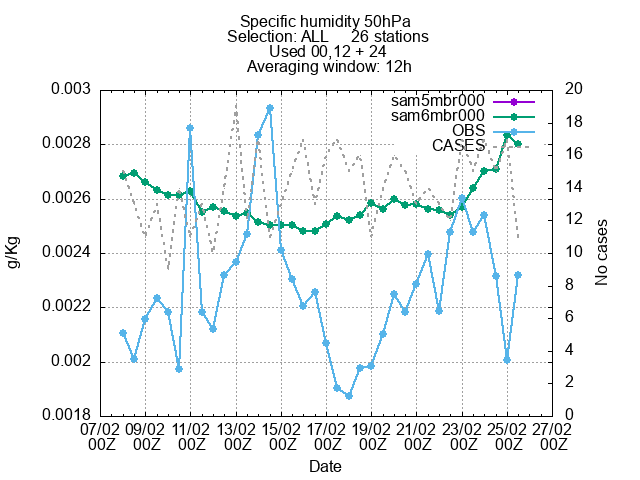 Specific humidity 50hPa
Selection: ALL     26 stations
Used 00,12 + 24
Averaging window: 12h
sam5mbr000
sam6mbr000
OBS
CASES
0.003
0.0028
0.0026
0.0024
0.0022
0.002
0.0018
g/Kg
20
18
16
14
12
10
8
6
4
2
0
No cases
07/02 09/02 11/02 13/02 15/02 17/02 19/02 21/02 23/02 25/02 27/02
00Z 00Z 00Z 00Z 00Z 00Z 00Z 00Z 00Z 00Z 00Z
Date